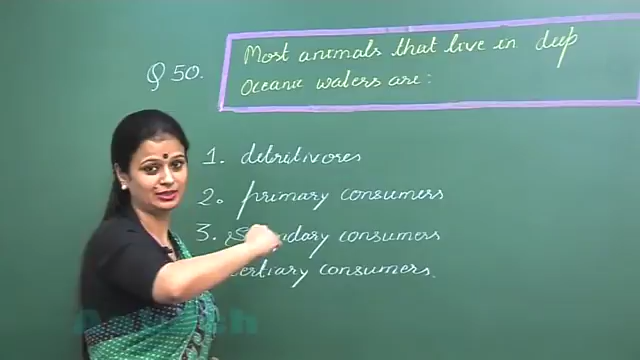 Q 50.
Most animals that live in deep
Oceanic waters are:
1. detritivores
2. primary consumers
3. consumers
tertiary consumers.